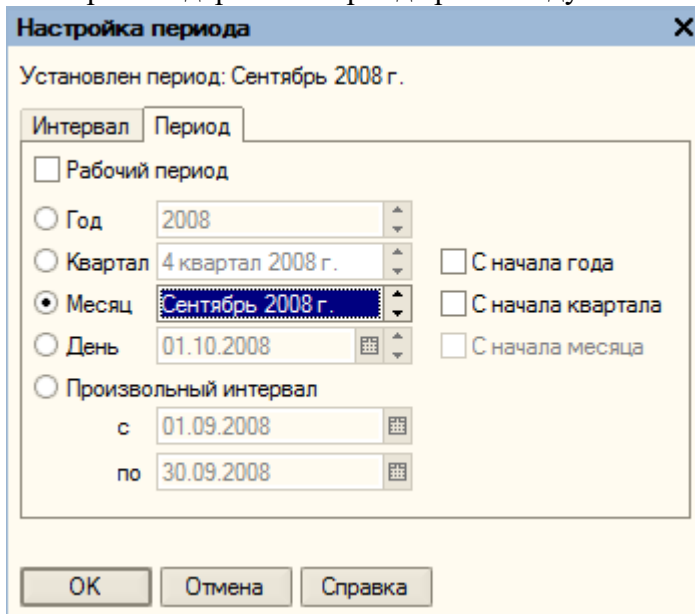 Настройка периода
Установлен период: Сентябрь 2008 г.
Интервал Период
Рабочий период
Год 2008
Квартал 4 квартал 2008 г. С начала года
Месяц Сентябрь 2008 г. С начала квартала
День 01.10.2008 С начала месяца
Произвольный интервал
с 01.09.2008
по 30.09.2008
OK Отмена Справка